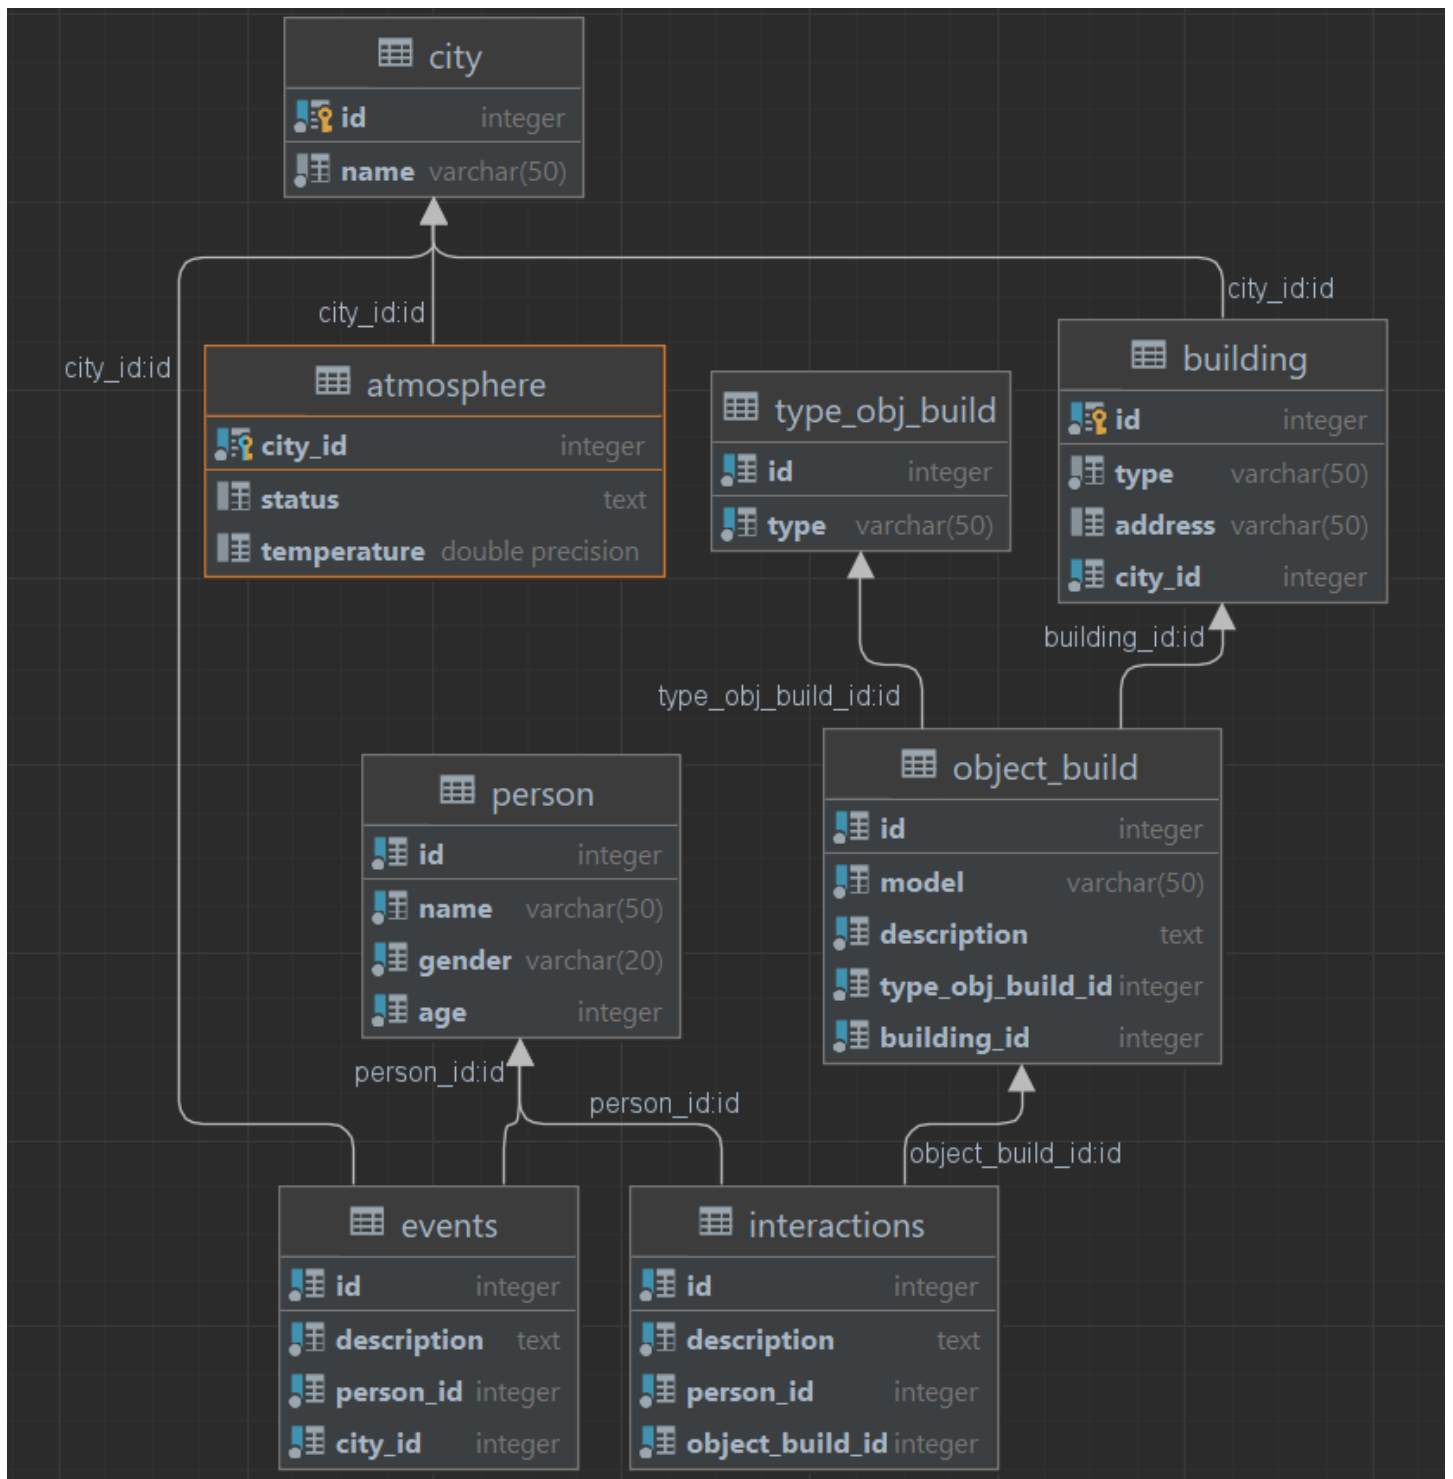 city
id integer
name varchar(50)
city_id:id
city_id:id
city_id:id
atmosphere
city_id integer
status text
temperature double precision
type_obj_build
id integer
type varchar(50)
building
id integer
type varchar(50)
address varchar(50)
city_id integer
building_id:id
type_obj_build_id:id
person
id integer
name varchar(50)
gender varchar(20)
age integer
object_build
id integer
model varchar(50)
description text
type_obj_build_id integer
building_id integer
person_id:id
person_id:id
object_build_id:id
events
id integer
description text
person_id integer
city_id integer
interactions
id integer
description text
person_id integer
object_build_id integer